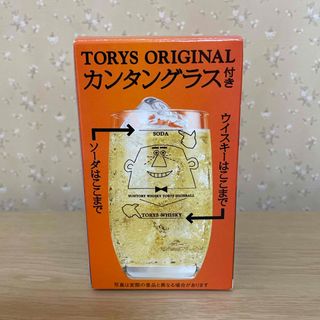 TORYS ORIGINAL
カンタングラス付き
SODA
ウイスキーはここまで
ソーダはここまで
SUNTORY WHISKY TORYS HIGHBALL
TORYS WHISKY
写真は実際の景品と異なる場合があります